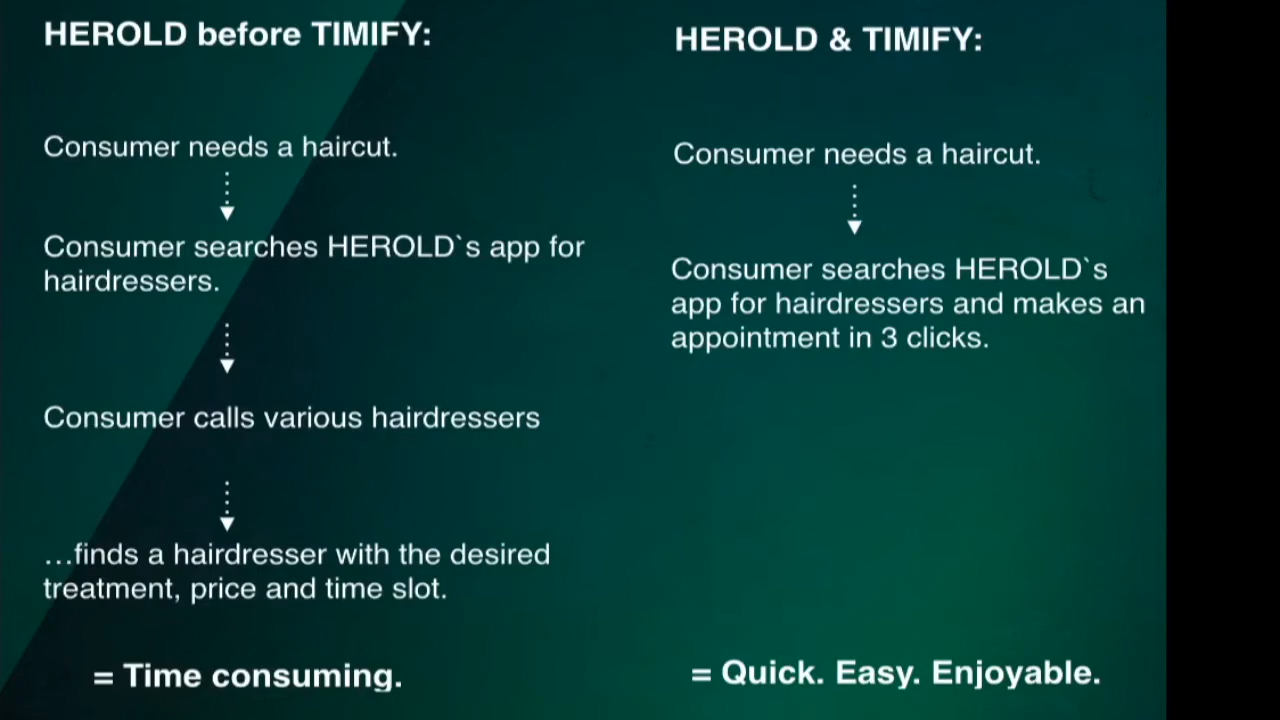 HEROLD before TIMIFY:
Consumer needs a haircut.
Consumer searches HEROLD`s app for
hairdressers.
Consumer calls various hairdressers
…finds a hairdresser with the desired
treatment, price and time slot.
= Time consuming.
HEROLD & TIMIFY:
Consumer needs a haircut.
Consumer searches HEROLD`s
app for hairdressers and makes an
appointment in 3 clicks.
= Quick. Easy. Enjoyable.